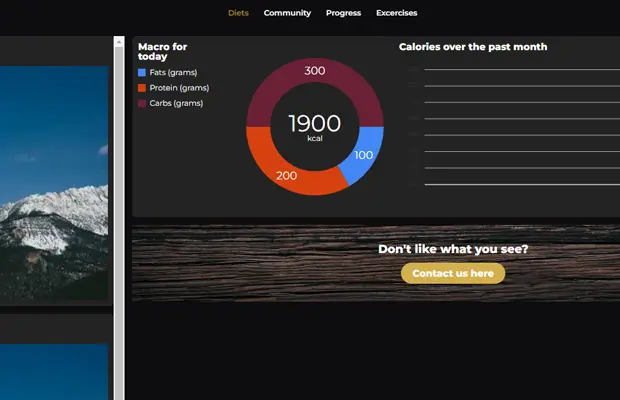 Diets
Community
Progress
Excercises
Macro for
today
Fats (grams)
Protein (grams)
Carbs (grams)
300
1900
kcal
100
200
Calories over the past month
Don't like what you see?
Contact us here